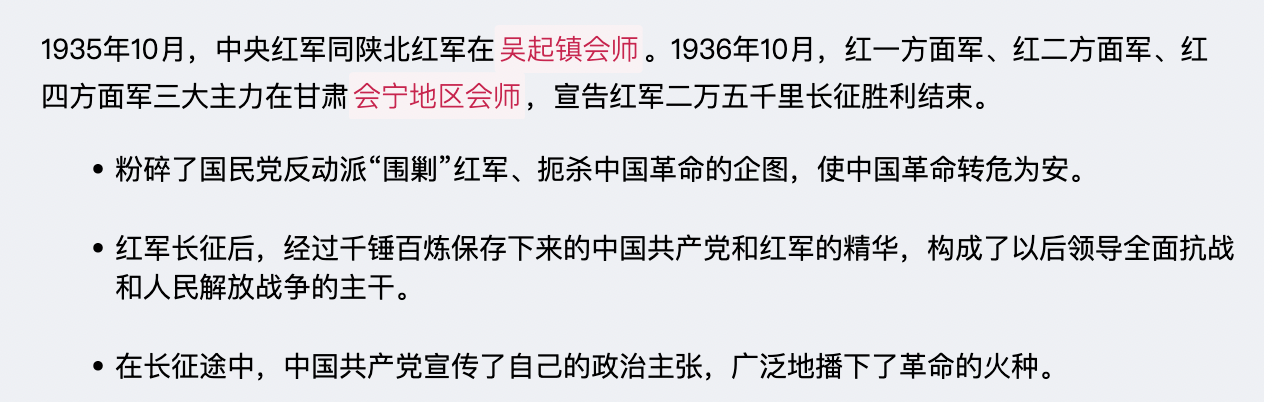 1935年10月，中央红军同陕北红军在吴起镇会师。1936年10月，红一方面军、红二方面军、红
四方面军三大主力在甘肃会宁地区会师，宣告红军二万五千里长征胜利结束。
• 粉碎了国民党反动派“围剿”红军、扼杀中国革命的企图，使中国革命转危为安。
• 红军长征后，经过千锤百炼保存下来的中国共产党和红军的精华，构成了以后领导全面抗战
和人民解放战争的主干。
• 在长征途中，中国共产党宣传了自己的政治主张，广泛地播下了革命的火种。